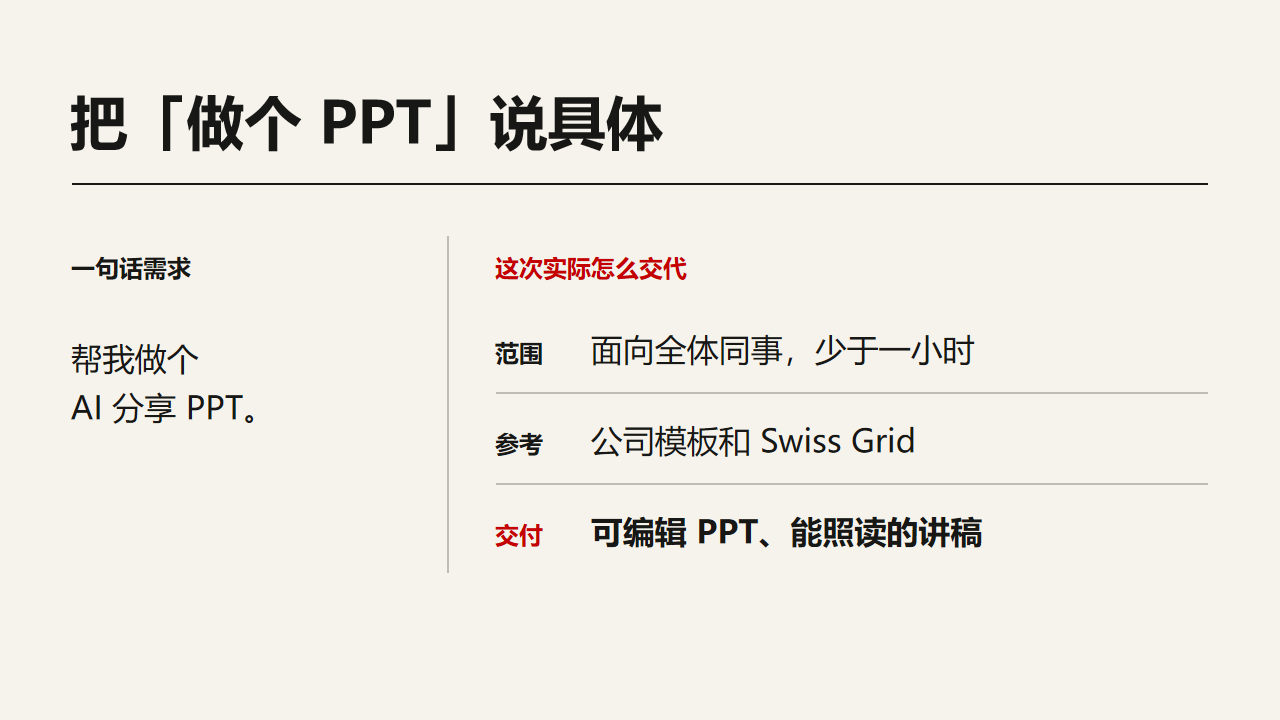 把「做个 PPT」说具体
一句话需求
帮我做个
AI 分享 PPT。
这次实际怎么交代
范围 面向全体同事，少于一小时
参考 公司模板和 Swiss Grid
交付 可编辑 PPT、能照读的讲稿